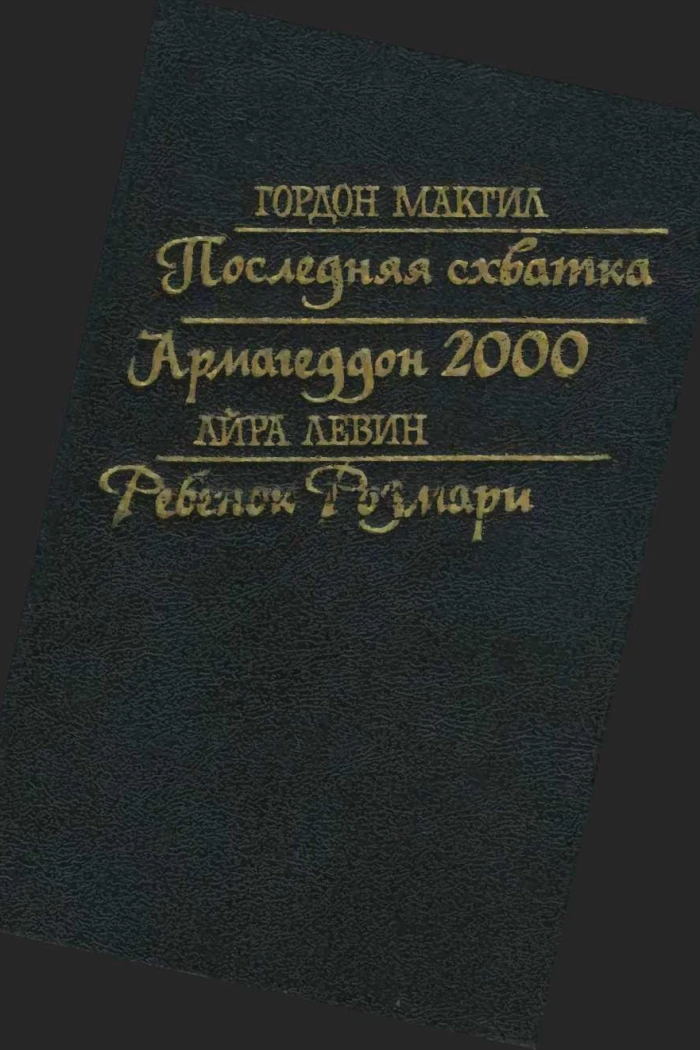 ГОРДОН МАКГИЛ
Последняя схватка
Армагеддон 2000
АЙРА ЛЕВИН
Ребенок Розмари